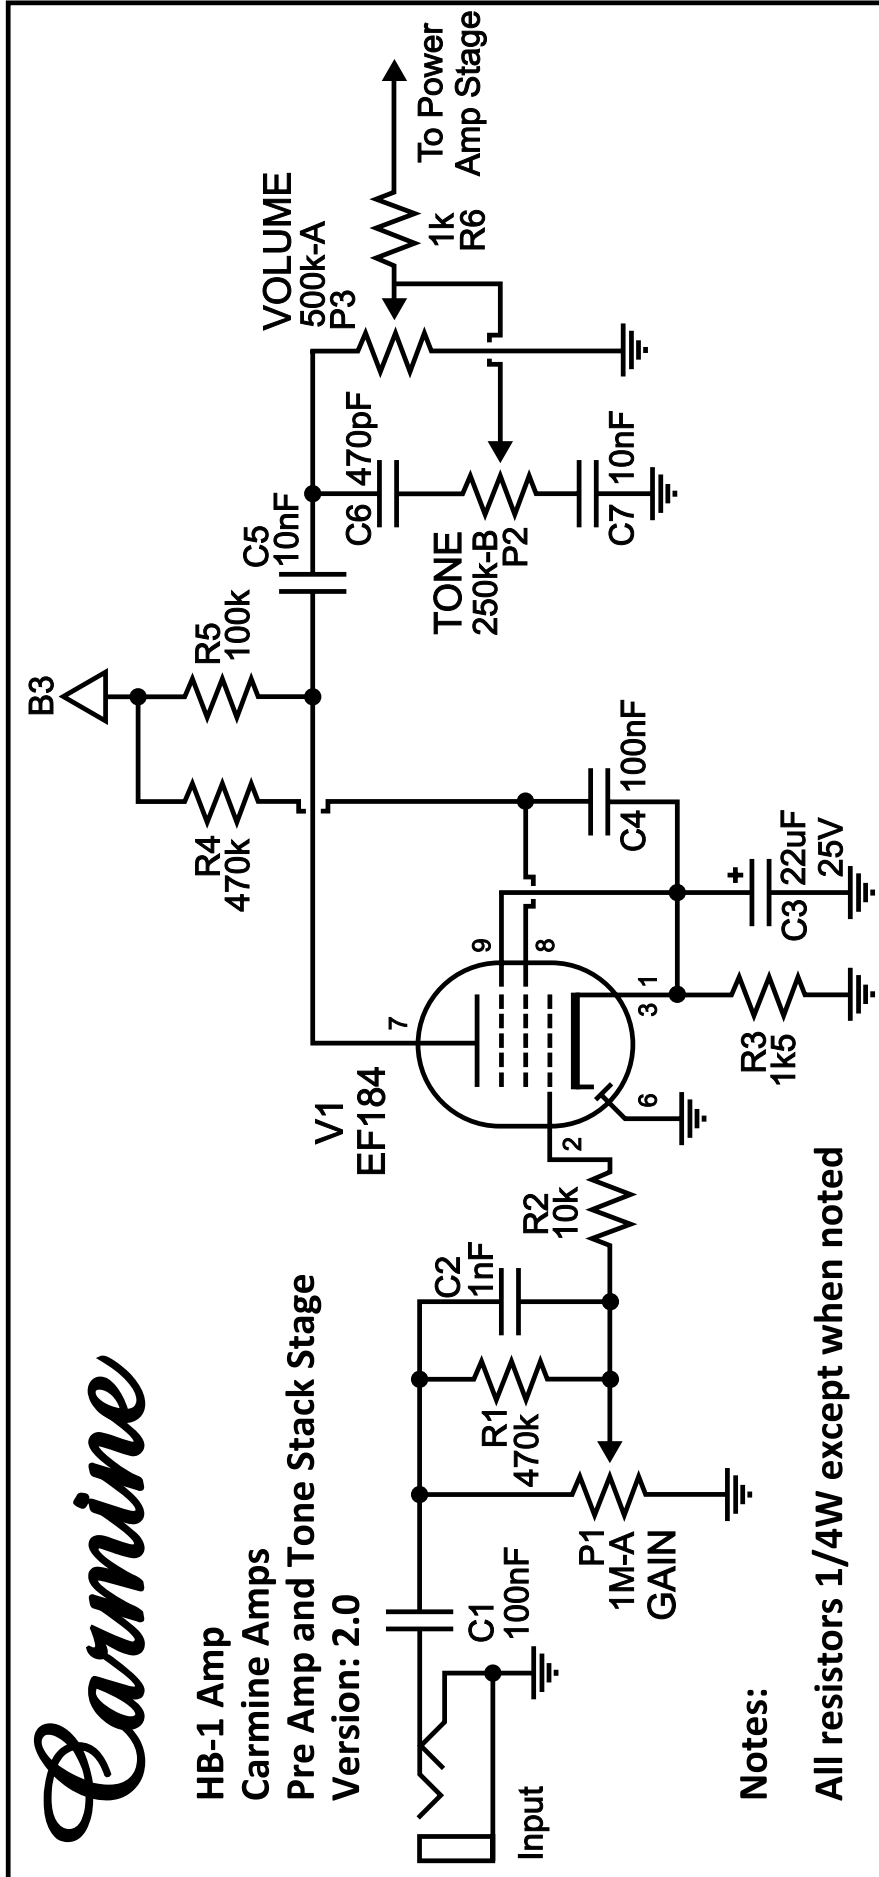 Carmine
HB-1 Amp
Carmine Amps
Pre Amp and Tone Stack Stage
Version: 2.0
Input
C1
100nF
P1
1M-A
GAIN
R1
470k
C2
1nF
R2
10k
V1
EF184
2
7
9
8
6
3
1
R3
1k5
C3
22uF
25V
+
C4
100nF
R4
470k
R5
100k
B3
C5
10nF
C6
470pF
TONE
250k-B
P2
C7
10nF
VOLUME
500k-A
P3
1k
R6
To Power
Amp Stage
Notes:
All resistors 1/4W except when noted